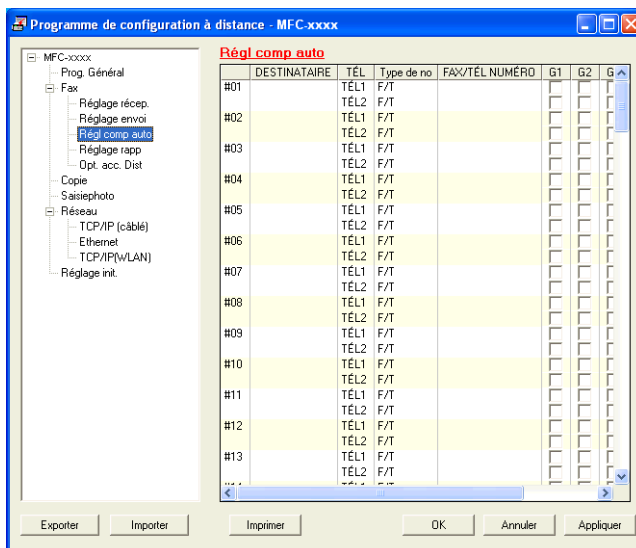 Programme de configuration à distance - MFC-xxxx
MFC-xxxx
Prog. Général
Fax
Réglage récep.
Réglage envoi
Régl comp auto
Réglage rapp
Opt. acc. Dist
Copie
Saisiephoto
Réseau
TCP/IP (câblé)
Ethernet
TCP/IP(WLAN)
Réglage init.
Régl comp auto
DESTINATAIRE TÉL Type de no FAX/TÉL NUMÉRO G1 G2 G
#01 TÉL1 F/T
TÉL2 F/T
#02 TÉL1 F/T
TÉL2 F/T
#03 TÉL1 F/T
TÉL2 F/T
#04 TÉL1 F/T
TÉL2 F/T
#05 TÉL1 F/T
TÉL2 F/T
#06 TÉL1 F/T
TÉL2 F/T
#07 TÉL1 F/T
TÉL2 F/T
#08 TÉL1 F/T
TÉL2 F/T
#09 TÉL1 F/T
TÉL2 F/T
#10 TÉL1 F/T
TÉL2 F/T
#11 TÉL1 F/T
TÉL2 F/T
#12 TÉL1 F/T
TÉL2 F/T
#13 TÉL1 F/T
TÉL2 F/T
Exporter Importer Imprimer OK Annuler Appliquer